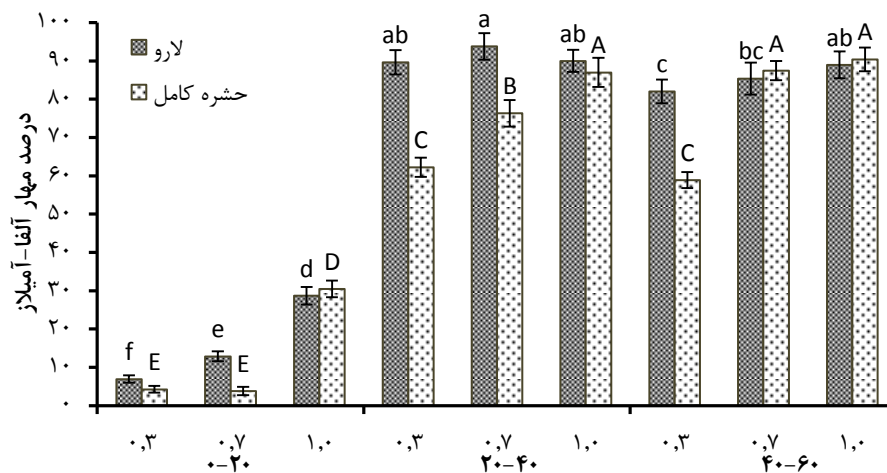 درصد مهار آلفا-آمیلاز
۱۰۰
۹۰
۸۰
۷۰
۶۰
۵۰
۴۰
۳۰
۲۰
۱۰
۰
لارو
حشره کامل
f E e E d D ab C a B ab A c C bc A ab A
۰,۳ ۰,۷ ۱,۰ ۰,۳ ۰,۷ ۱,۰ ۰,۳ ۰,۷ ۱,۰
۰-۲۰ ۲۰-۴۰ ۴۰-۶۰